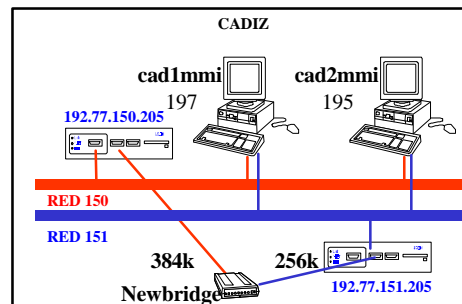 CADIZ
cad1mmi
197
cad2mmi
195
192.77.150.205
RED 150
RED 151
384k
256k
Newbridge
192.77.151.205